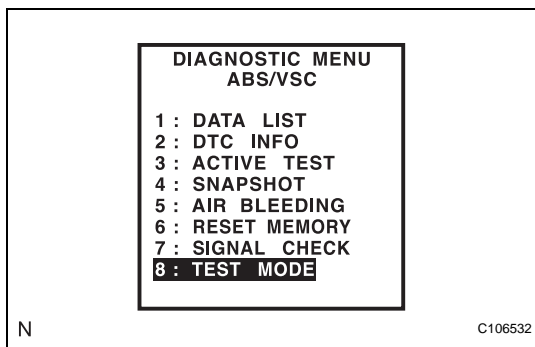 DIAGNOSTIC MENU
ABS/VSC
1 : DATA LIST
2 : DTC INFO
3 : ACTIVE TEST
4 : SNAPSHOT
5 : AIR BLEEDING
6 : RESET MEMORY
7 : SIGNAL CHECK
8 : TEST MODE
N
C106532